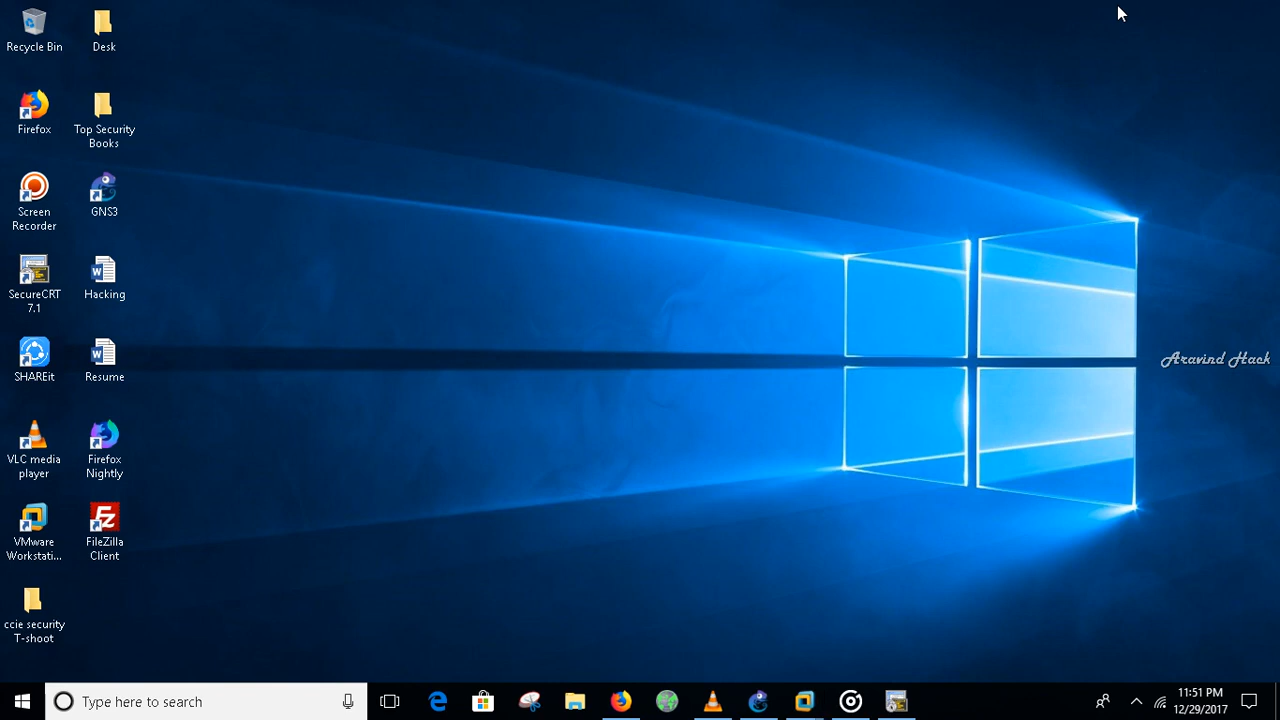 Recycle Bin
Desk
Firefox
Top Security
Books
Screen
Recorder
GNS3
SecureCRT
7.1
Hacking
SHAREit
Resume
VLC media
player
Firefox
Nightly
VMware
Workstati...
FileZilla
Client
ccie security
T-shoot
Aravind Hack
Type here to search
11:51 PM
12/29/2017